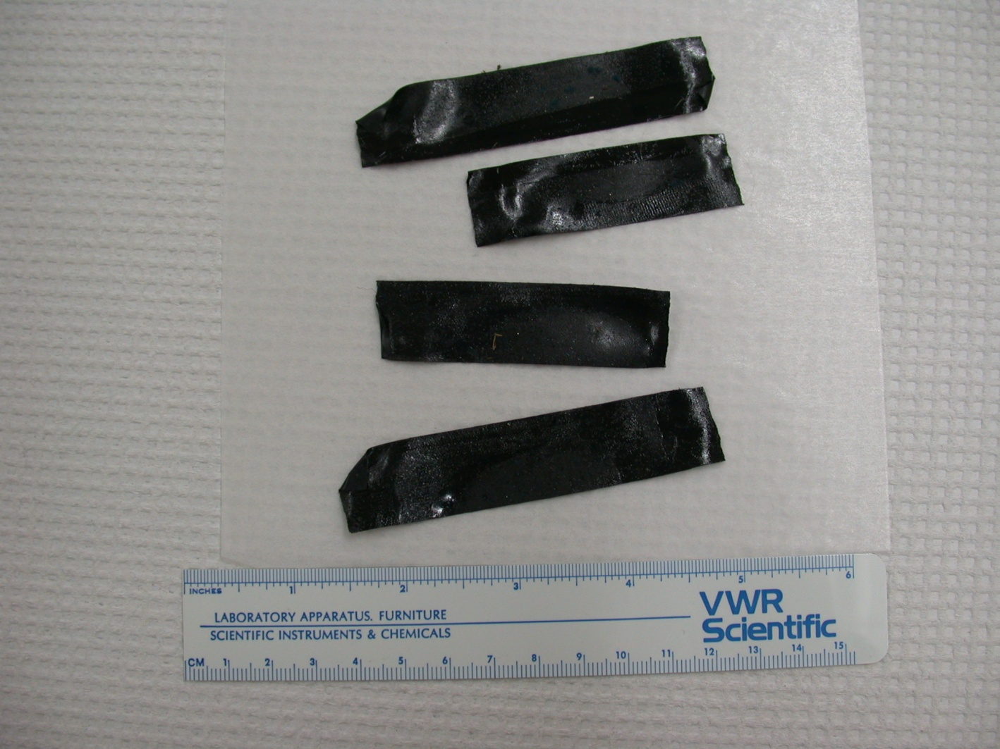 INCHES 1 2 3 4 5 6
LABORATORY APPARATUS. FURNITURE
SCIENTIFIC INSTRUMENTS & CHEMICALS
VWR
Scientific
CM 1 2 3 4 5 6 7 8 9 10 11 12 13 14 15